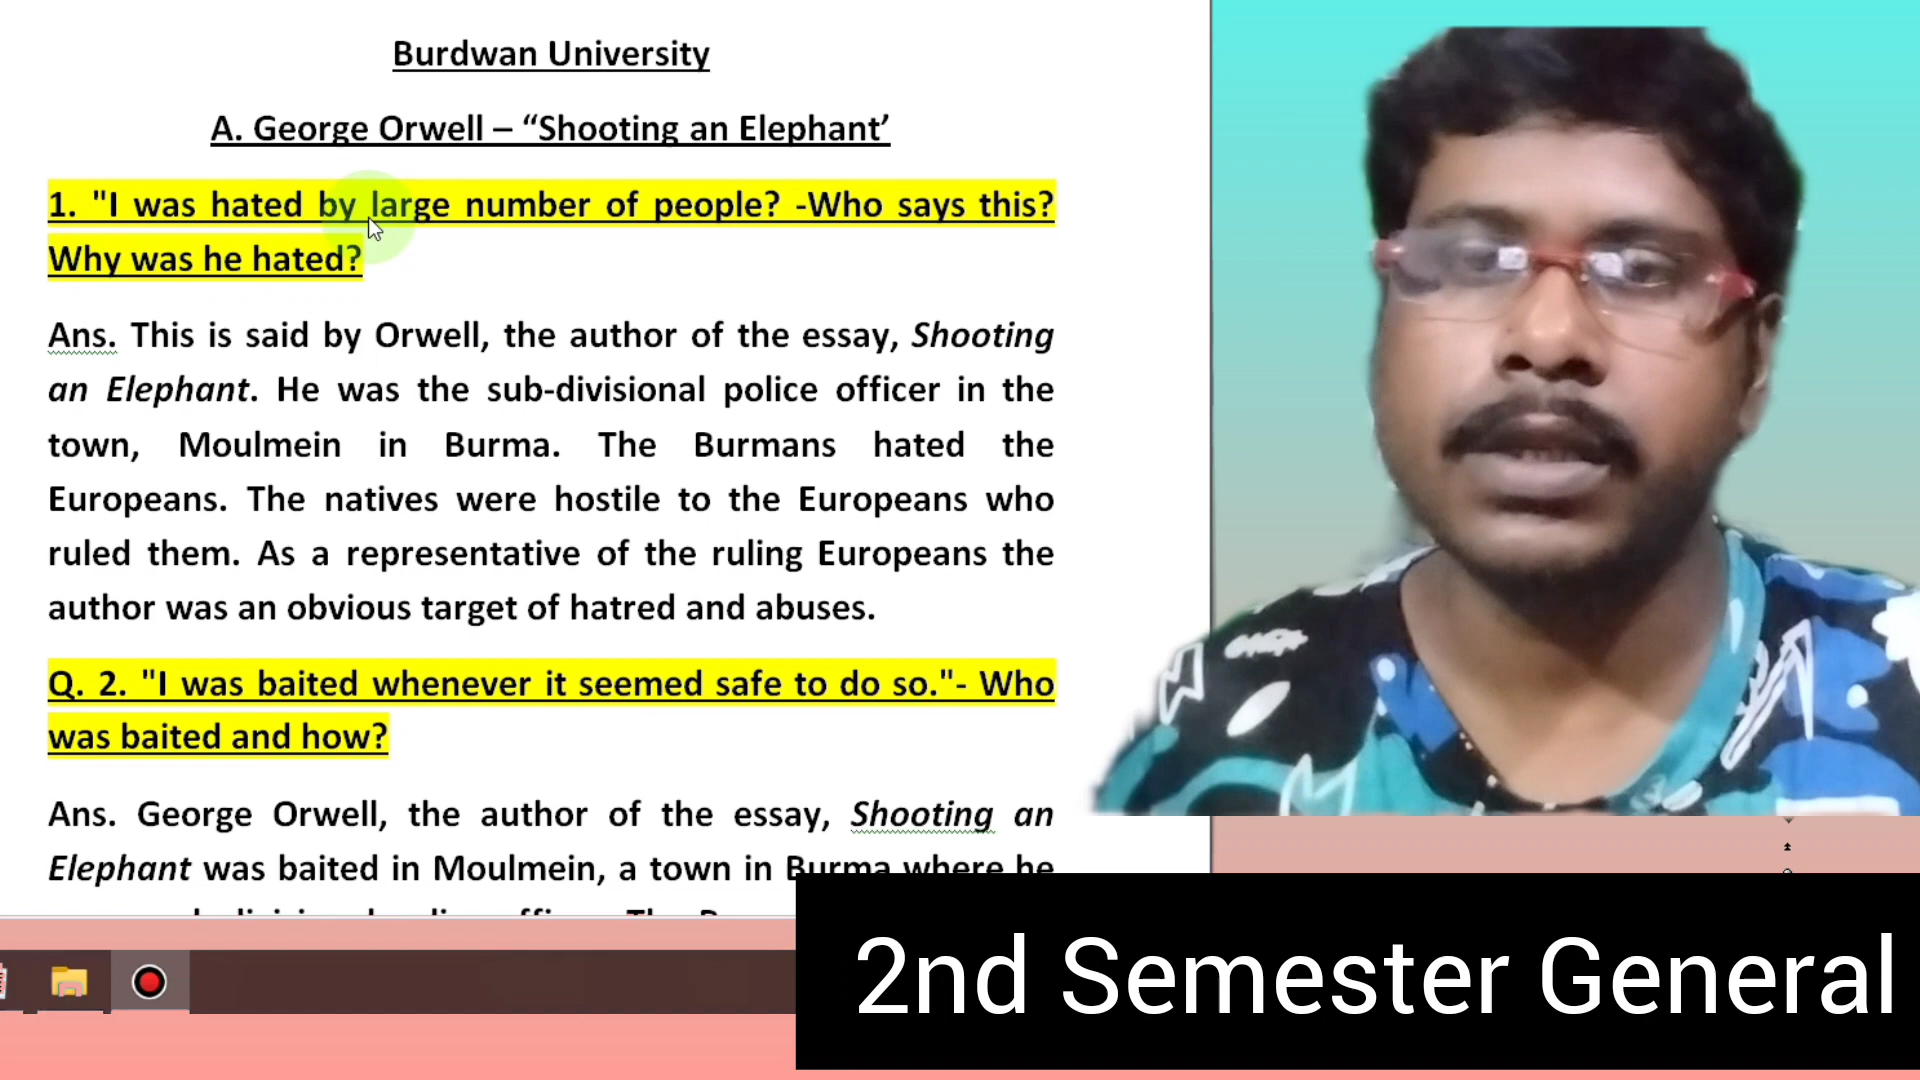 Burdwan University
A. George Orwell – “Shooting an Elephant’
1. "I was hated by large number of people? -Who says this?
Why was he hated?
Ans. This is said by Orwell, the author of the essay, Shooting
an Elephant. He was the sub-divisional police officer in the
town, Moulmein in Burma. The Burmans hated the
Europeans. The natives were hostile to the Europeans who
ruled them. As a representative of the ruling Europeans the
author was an obvious target of hatred and abuses.
Q. 2. "I was baited whenever it seemed safe to do so."- Who
was baited and how?
Ans. George Orwell, the author of the essay, Shooting an
Elephant was baited in Moulmein, a town in Burma where he
2nd Semester General